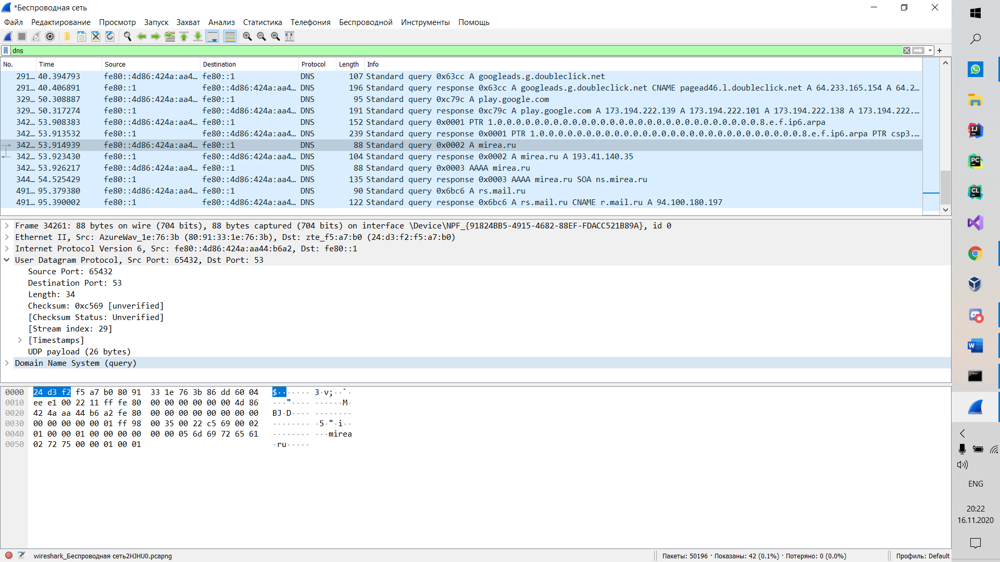 *Беспроводная сеть
Файл Редактирование Просмотр Запуск Захват Анализ Статистика Телефония Беспроводной Инструменты Помощь
dns
No. Time Source Destination Protocol Length Info
291… 40.394793 fe80::4d86:424a:aa4… fe80::1 DNS 107 Standard query 0x63cc A googleads.g.doubleclick.net
291… 40.406891 fe80::1 fe80::4d86:424a:aa4… DNS 196 Standard query response 0x63cc A googleads.g.doubleclick.net CNAME pagead46.l.doubleclick.net A 64.233.165.154 A 64.2…
329… 50.308887 fe80::4d86:424a:aa4… fe80::1 DNS 95 Standard query 0xc79c A play.google.com
329… 50.317274 fe80::1 fe80::4d86:424a:aa4… DNS 191 Standard query response 0xc79c A play.google.com A 173.194.222.139 A 173.194.222.101 A 173.194.222.138 A 173.194.222.…
342… 53.908383 fe80::4d86:424a:aa4… fe80::1 DNS 152 Standard query 0x0001 PTR 1.0.0.0.0.0.0.0.0.0.0.0.0.0.0.0.0.0.0.0.0.0.0.0.0.0.0.0.0.8.e.f.ip6.arpa
342… 53.913532 fe80::1 fe80::4d86:424a:aa4… DNS 239 Standard query response 0x0001 PTR 1.0.0.0.0.0.0.0.0.0.0.0.0.0.0.0.0.0.0.0.0.0.0.0.0.0.0.0.0.8.e.f.ip6.arpa PTR csp3.…
342… 53.914939 fe80::4d86:424a:aa4… fe80::1 DNS 88 Standard query 0x0002 A mirea.ru
342… 53.923430 fe80::1 fe80::4d86:424a:aa4… DNS 104 Standard query response 0x0002 A mirea.ru A 193.41.140.35
342… 53.926217 fe80::4d86:424a:aa4… fe80::1 DNS 88 Standard query 0x0003 AAAA mirea.ru
344… 54.525429 fe80::1 fe80::4d86:424a:aa4… DNS 135 Standard query response 0x0003 AAAA mirea.ru SOA ns.mirea.ru
491… 95.379380 fe80::4d86:424a:aa4… fe80::1 DNS 90 Standard query 0x6bc6 A rs.mail.ru
491… 95.390002 fe80::1 fe80::4d86:424a:aa4… DNS 122 Standard query response 0x6bc6 A rs.mail.ru CNAME r.mail.ru A 94.100.180.197
Frame 34261: 88 bytes on wire (704 bits), 88 bytes captured (704 bits) on interface \Device\NPF_{91824BB5-4915-4682-88EF-FDACC521B89A}, id 0
Ethernet II, Src: AzureWav_1e:76:3b (80:91:33:1e:76:3b), Dst: zte_f5:a7:b0 (24:d3:f2:f5:a7:b0)
Internet Protocol Version 6, Src: fe80::4d86:424a:aa44:b6a2, Dst: fe80::1
User Datagram Protocol, Src Port: 65432, Dst Port: 53
Source Port: 65432
Destination Port: 53
Length: 34
Checksum: 0xc569 [unverified]
[Checksum Status: Unverified]
[Stream index: 29]
[Timestamps]
UDP payload (26 bytes)
Domain Name System (query)
0000 24 d3 f2 f5 a7 b0 80 91 33 1e 76 3b 86 dd 60 04 $······· 3·v;··`·
0010 ee e1 00 22 11 ff fe 80 00 00 00 00 00 00 4d 86 ···"···· ······M·
0020 42 4a aa 44 b6 a2 fe 80 00 00 00 00 00 00 00 00 BJ·D···· ········
0030 00 00 00 00 00 01 ff 98 00 35 00 22 c5 69 00 02 ········ ·5·"·i··
0040 01 00 00 01 00 00 00 00 00 00 05 6d 69 72 65 61 ········ ···mirea
0050 02 72 75 00 00 01 00 01 ·ru·····
wireshark_Беспроводная сеть2HJHU0.pcapng
Пакеты: 50196 · Показаны: 42 (0.1%) · Потеряно: 0 (0.0%)
Профиль: Default
IJ
PC
CL
W
ENG
20:22
16.11.2020